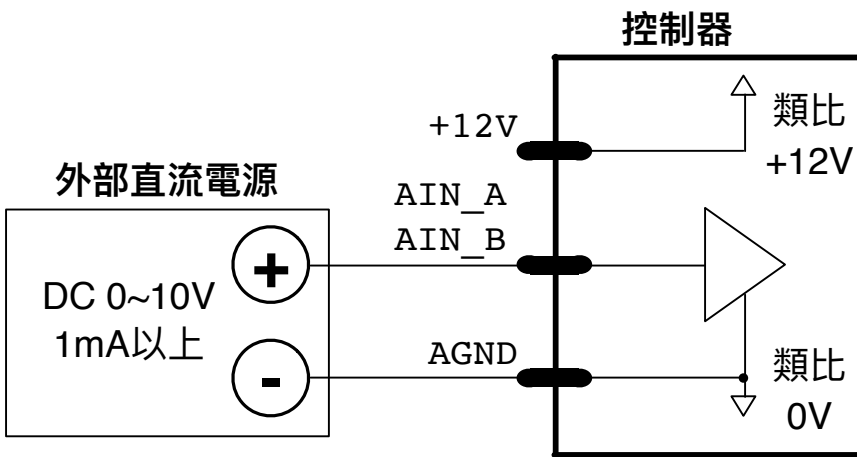 控制器
+12V
類比
+12V
外部直流電源
AIN_A
AIN_B
+
DC 0~10V
1mA以上
-
AGND
類比
0V